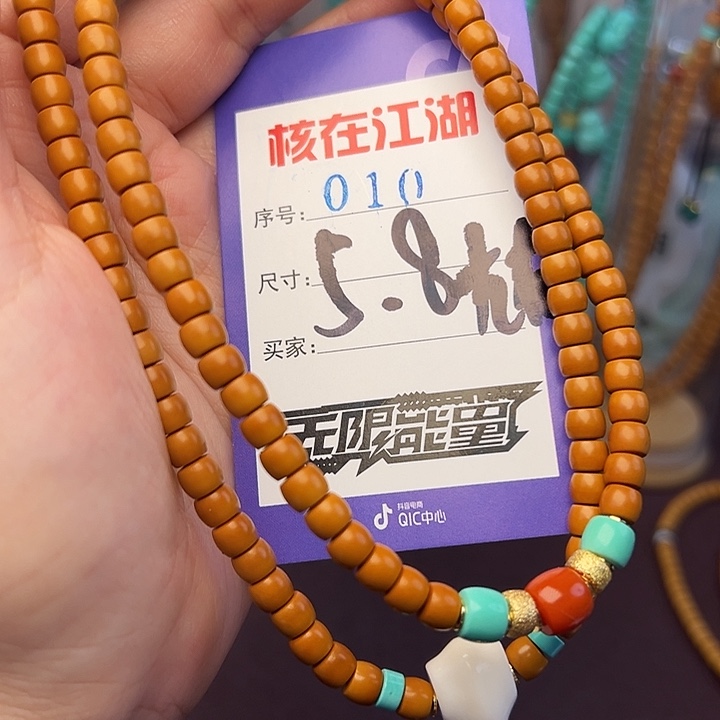 核在江湖
序号: 010
尺寸: 5.8
买家:
无限能量
抖音电商
QIC中心